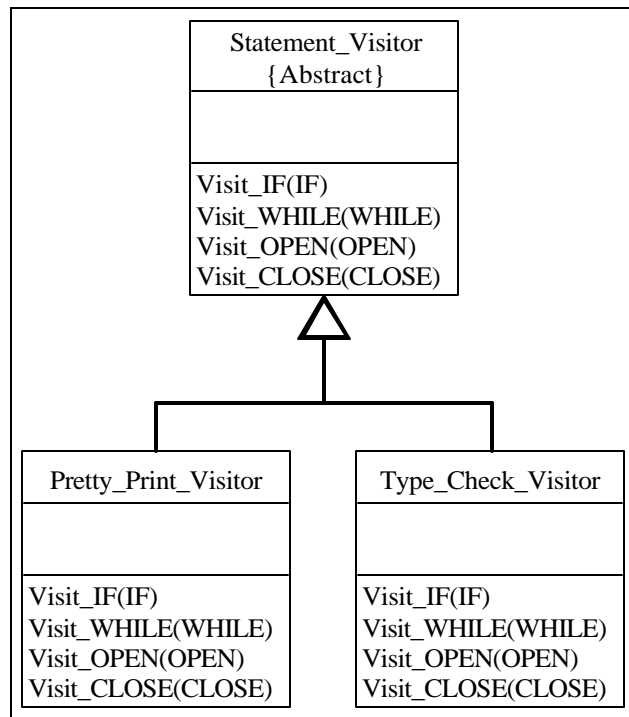 Statement_Visitor
{Abstract}
Visit_IF(IF)
Visit_WHILE(WHILE)
Visit_OPEN(OPEN)
Visit_CLOSE(CLOSE)
Pretty_Print_Visitor
Visit_IF(IF)
Visit_WHILE(WHILE)
Visit_OPEN(OPEN)
Visit_CLOSE(CLOSE)
Type_Check_Visitor
Visit_IF(IF)
Visit_WHILE(WHILE)
Visit_OPEN(OPEN)
Visit_CLOSE(CLOSE)